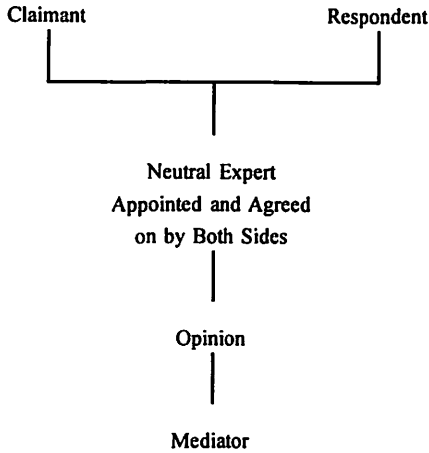 Claimant
Respondent
Neutral Expert
Appointed and Agreed
on by Both Sides
Opinion
Mediator